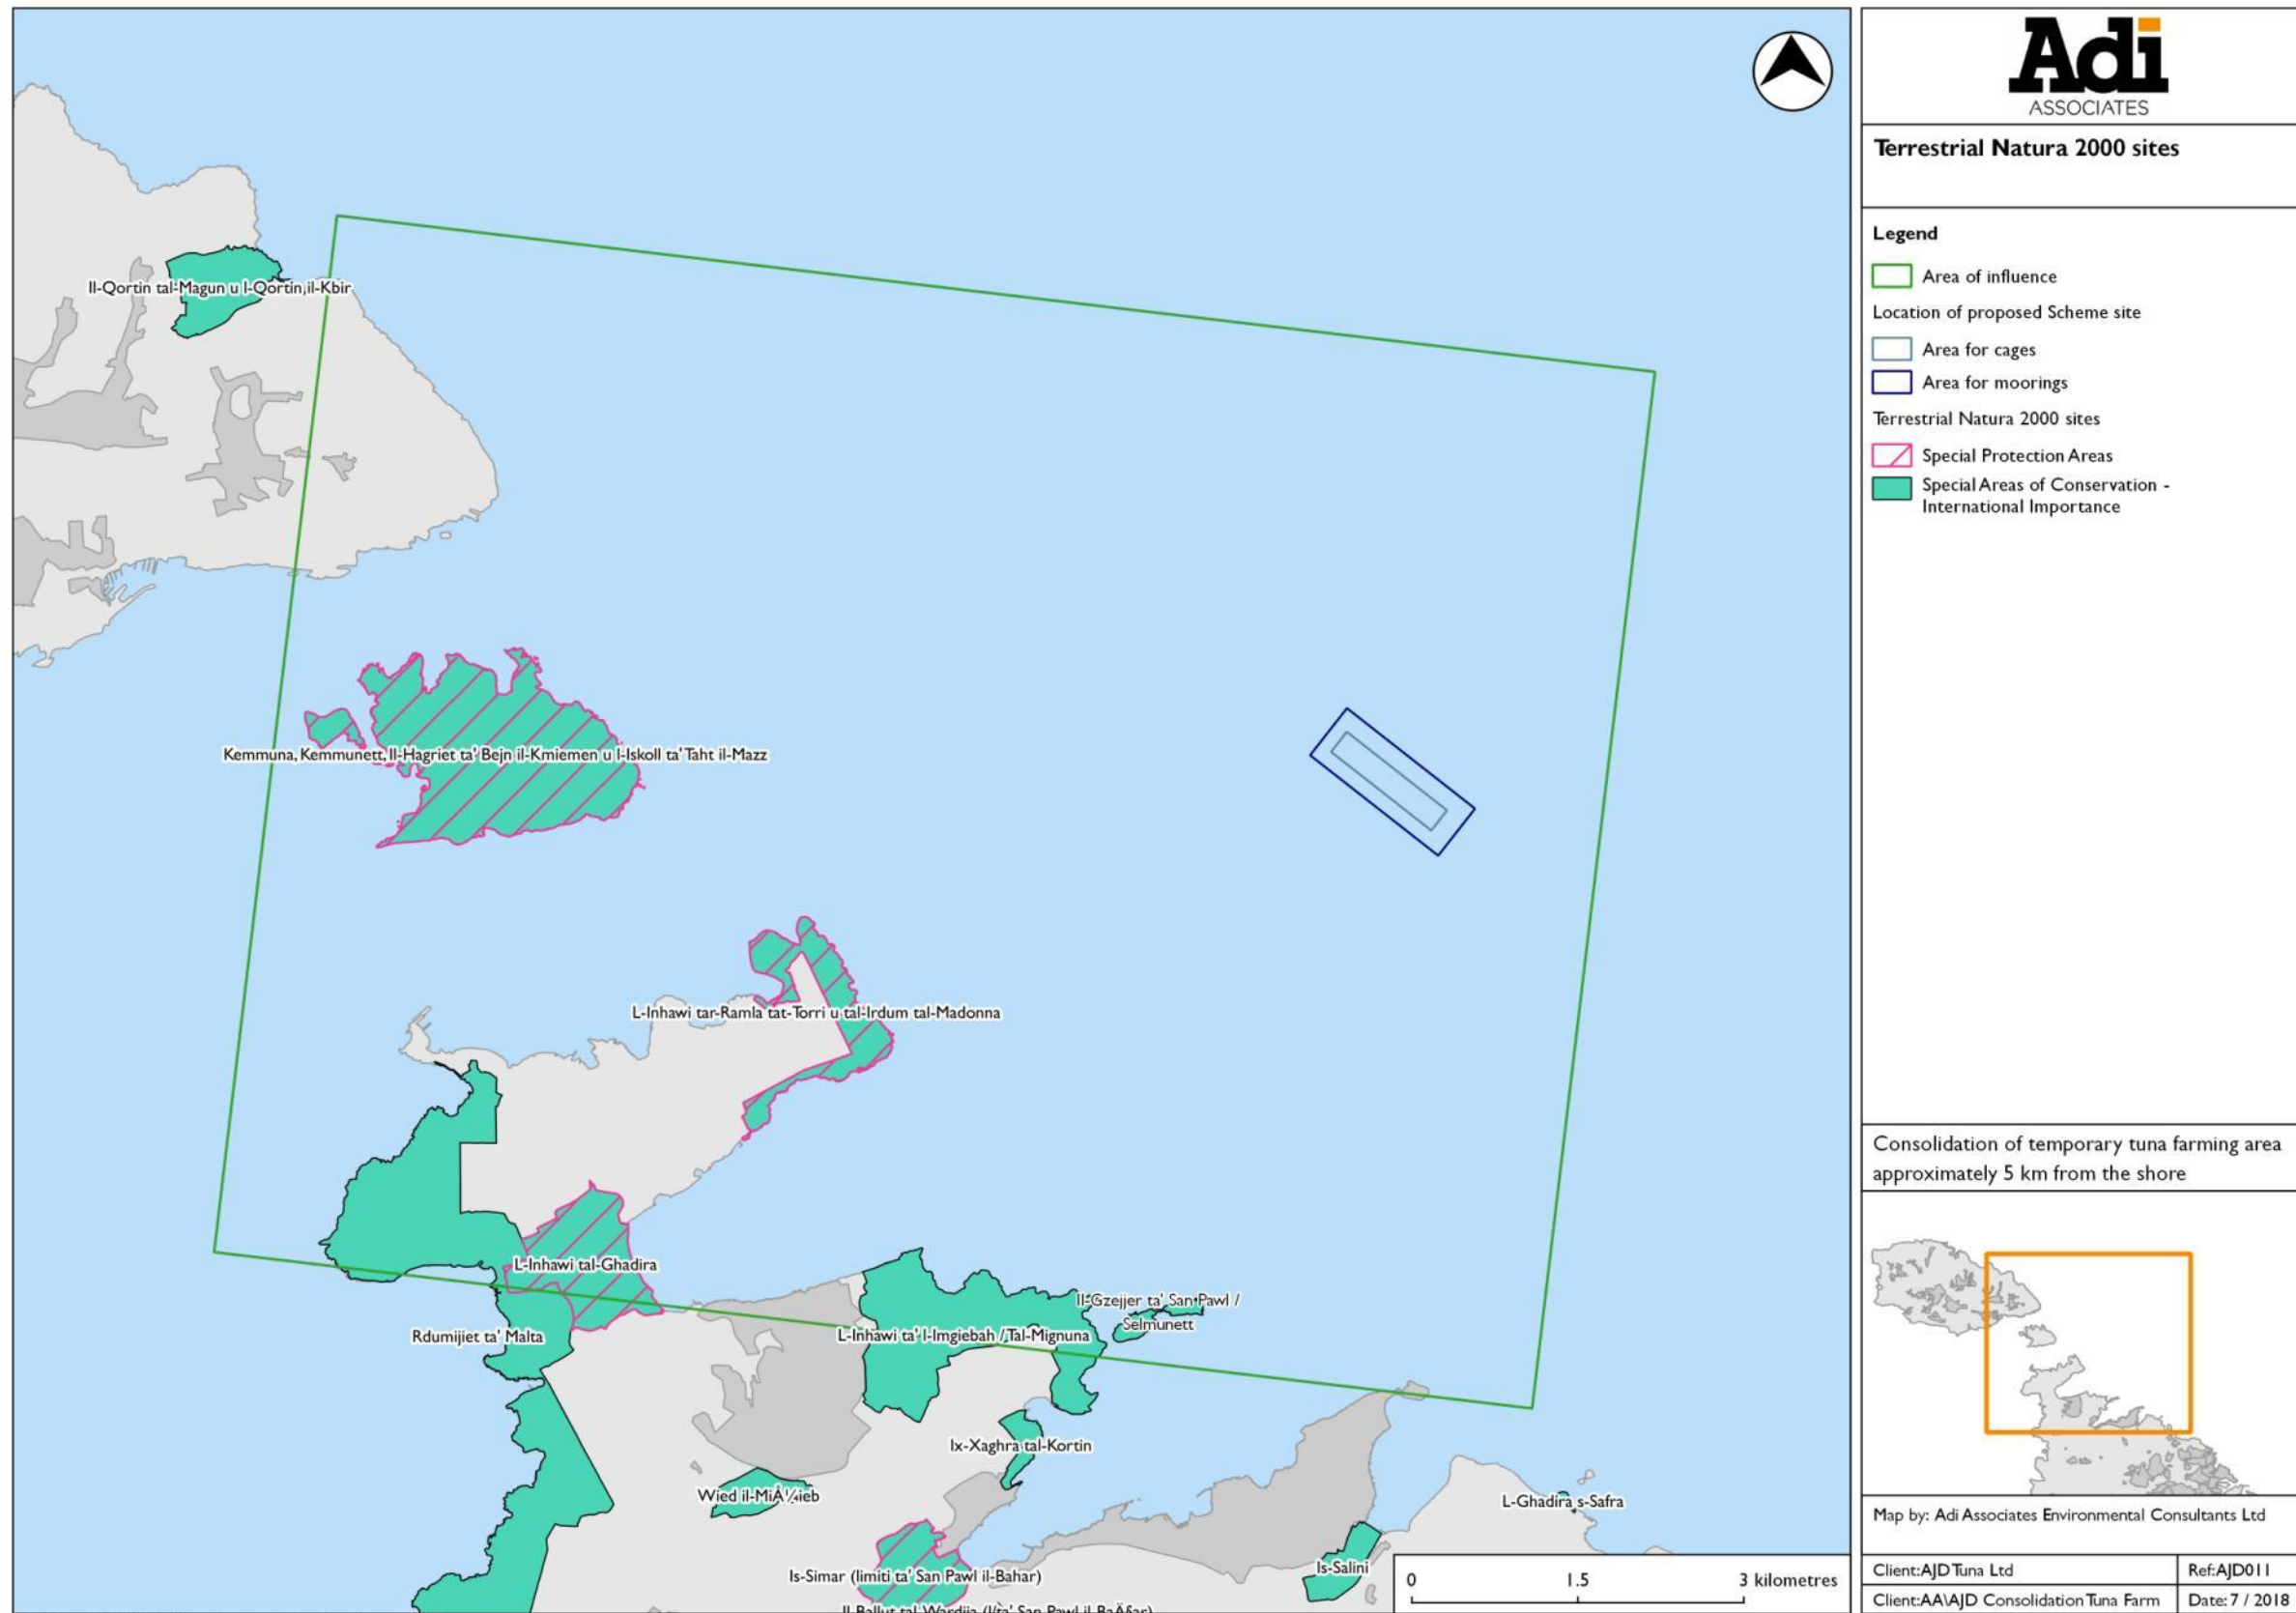 Il-Qortin tal-Magun u l-Qortin il-Kbir
Kemmuna, Kemmunett, Il-Hagriet ta' Bejn il-Kmiemen u l-Iskoll ta' Taht il-Mazz
L-Inhawi tar-Ramla tat-Torri u tal-Irdum tal-Madonna
L-Inhawi tal-Ghadira
Rdumijiet ta' Malta
Il-Gzejjer ta' San Pawl /
Selmunett
L-Inhawi ta' l-Imgiebah / Tal-Mignuna
Ix-Xaghra tal-Kortin
Wied il-MiÅ¼ieb
L-Ghadira s-Safra
Is-Salini
Is-Simar (limiti ta' San Pawl il-Bahar)
Il-Ballut tal-Wardija
0
1.5
3 kilometres
Adi
ASSOCIATES
Terrestrial Natura 2000 sites
Legend
Area of influence
Location of proposed Scheme site
Area for cages
Area for moorings
Terrestrial Natura 2000 sites
Special Protection Areas
Special Areas of Conservation -
International Importance
Consolidation of temporary tuna farming area
approximately 5 km from the shore
Map by: Adi Associates Environmental Consultants Ltd
Client:AJD Tuna Ltd
Ref:AJD011
Client:AA\AJD Consolidation Tuna Farm
Date: 7 / 2018